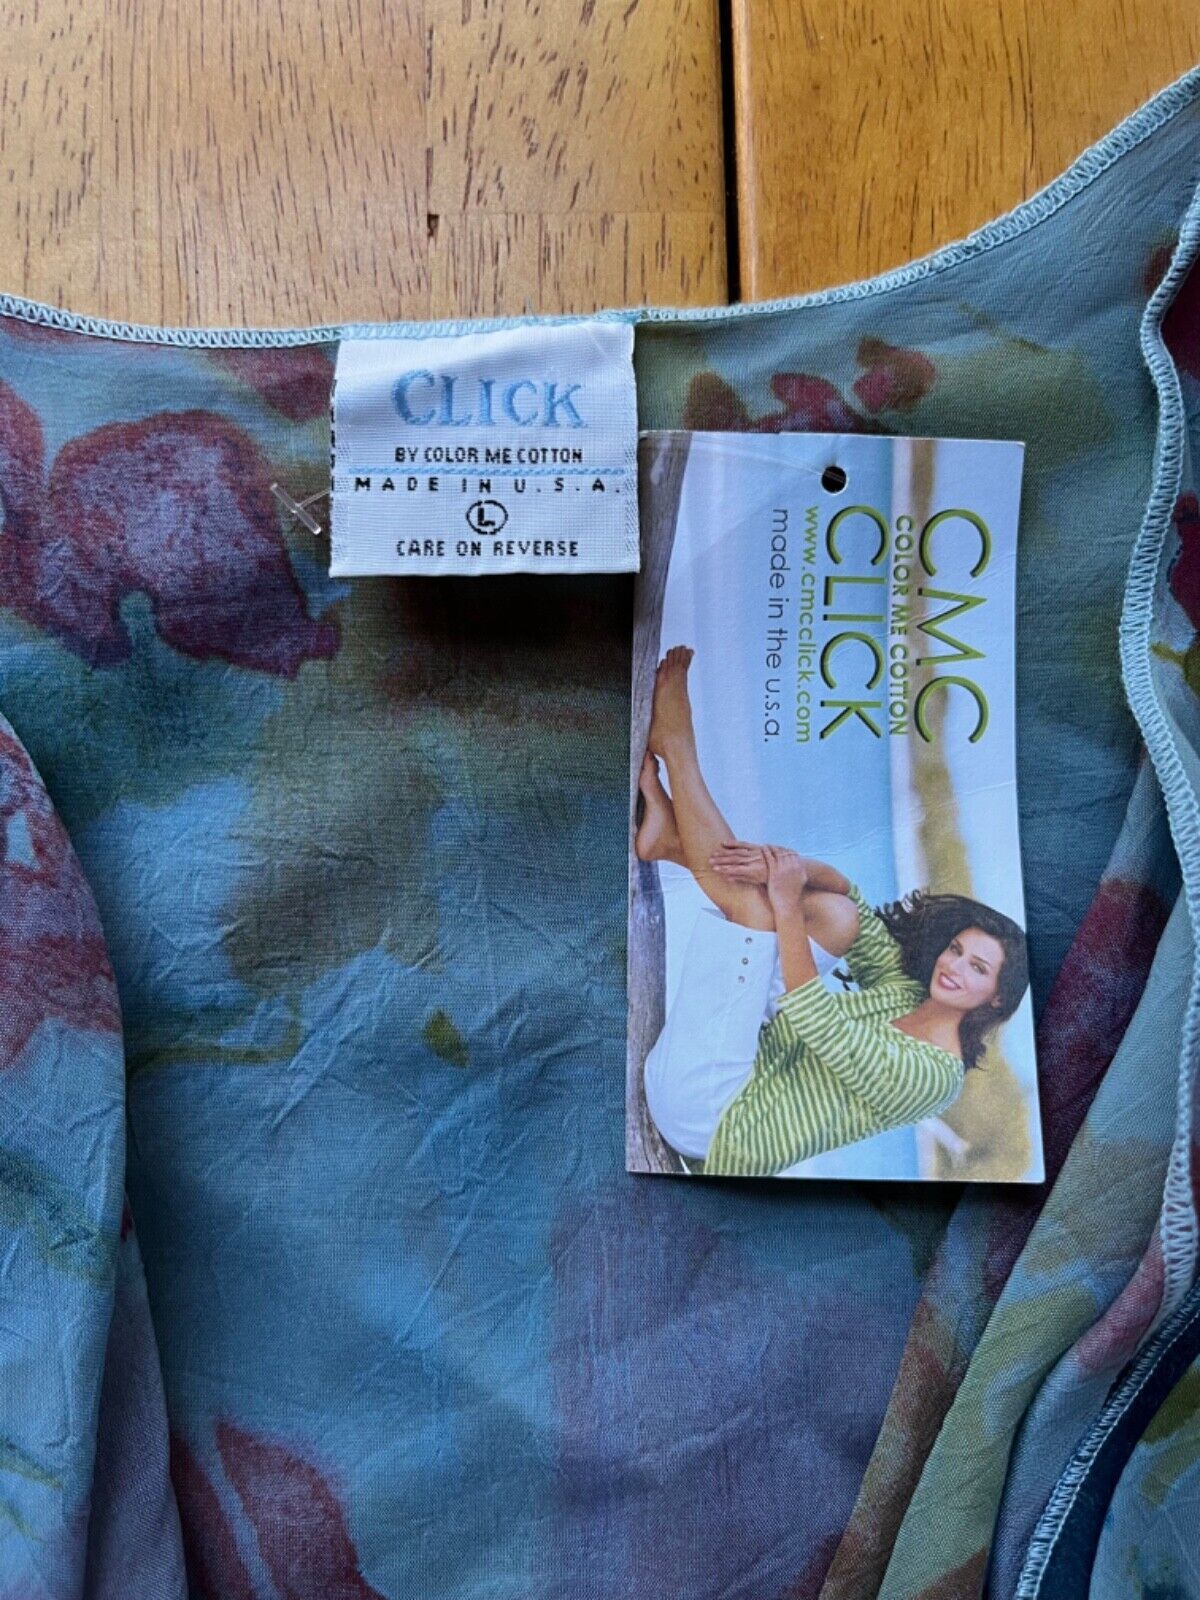 CLICK
BY COLOR ME COTTON
MADE IN U.S.A.
L
CARE ON REVERSE
CMC
COLOR ME COTTON
CLICK
www.cmcclick.com
made in the u.s.a.